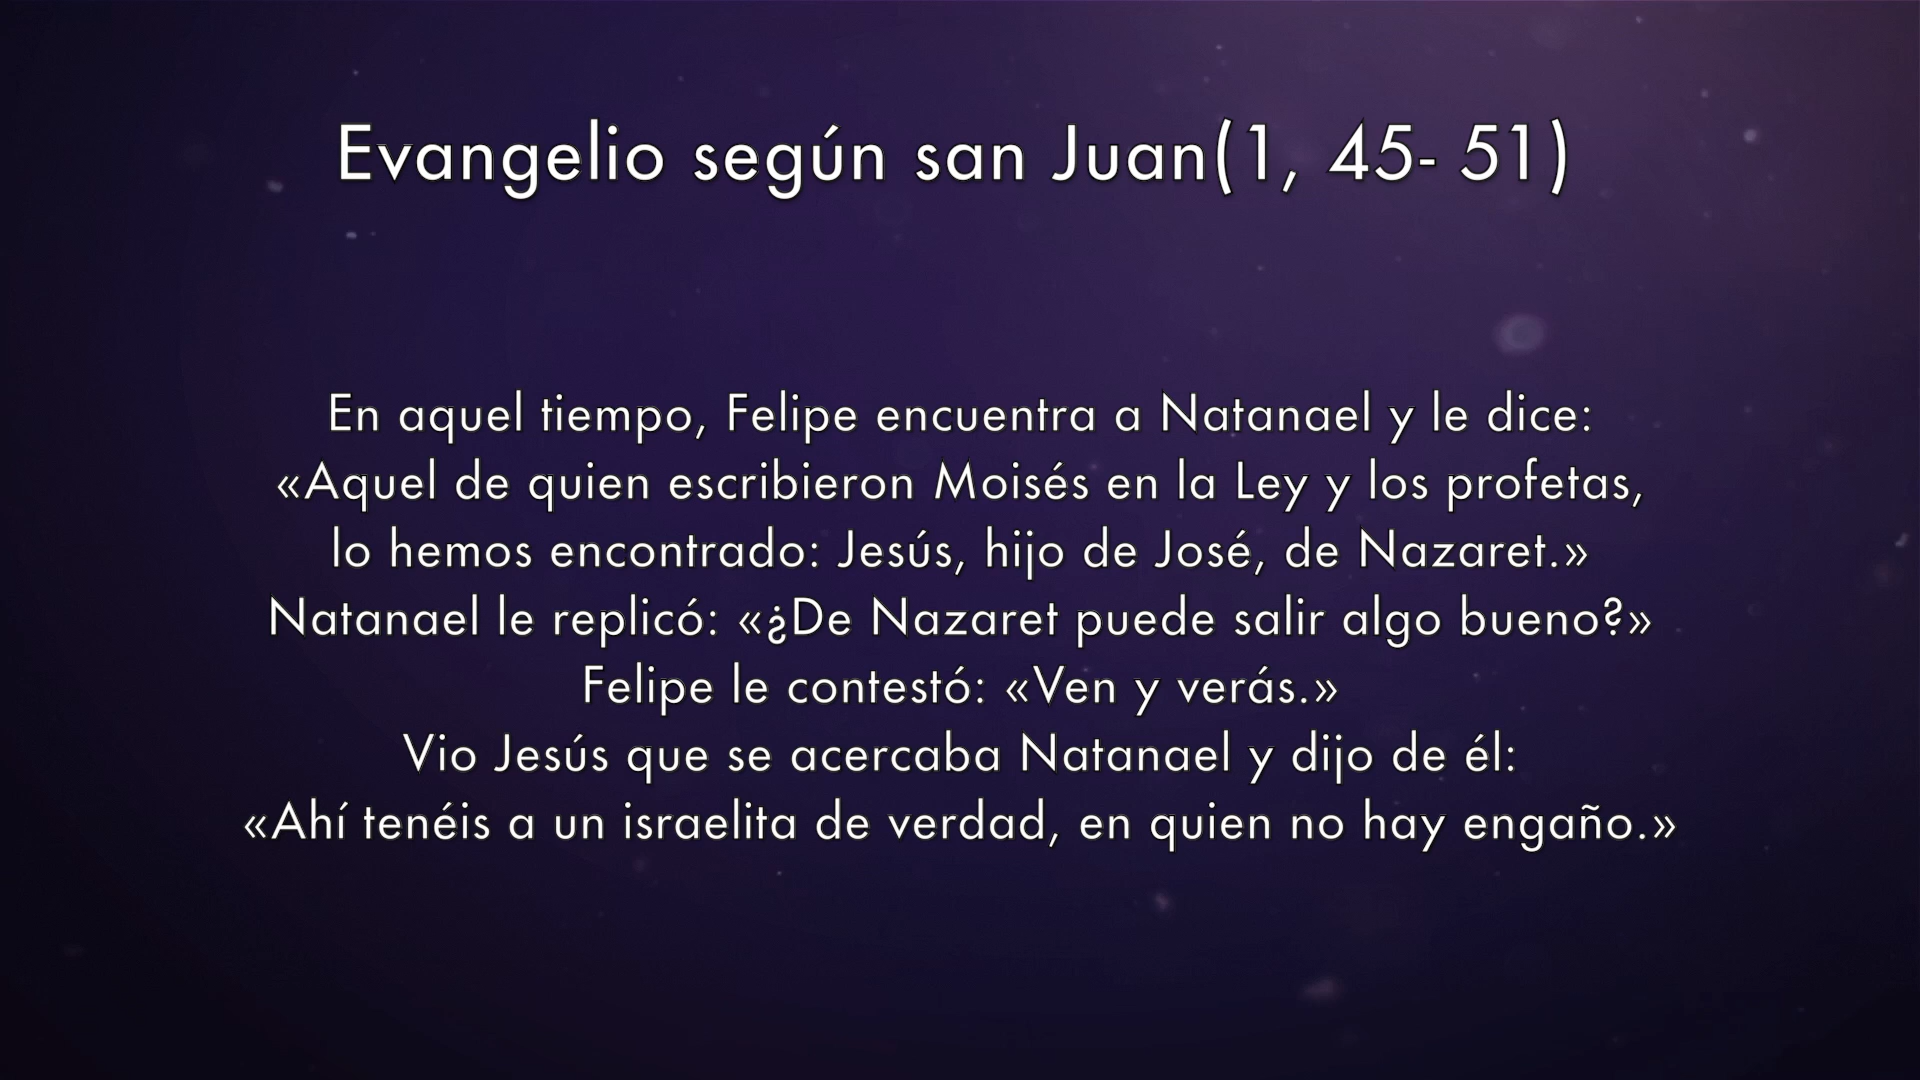 Evangelio según san Juan(1, 45- 51)
En aquel tiempo, Felipe encuentra a Natanael y le dice:
«Aquel de quien escribieron Moisés en la Ley y los profetas,
lo hemos encontrado: Jesús, hijo de José, de Nazaret.»
Natanael le replicó: «¿De Nazaret puede salir algo bueno?»
Felipe le contestó: «Ven y verás.»
Vio Jesús que se acercaba Natanael y dijo de él:
«Ahí tenéis a un israelita de verdad, en quien no hay engaño.»